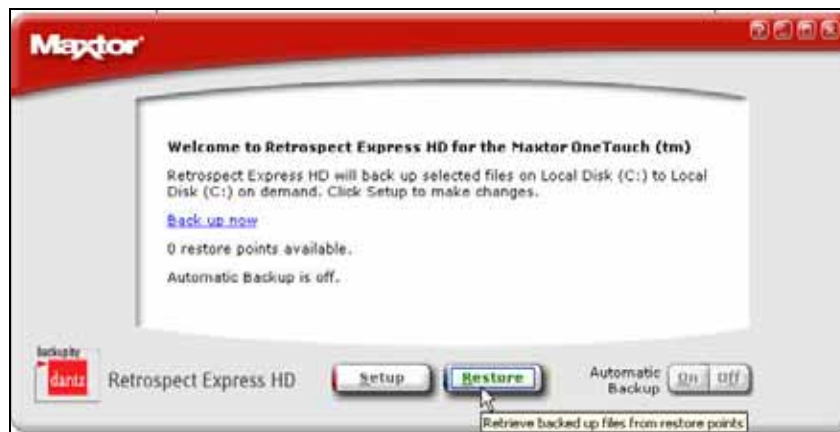 Maxtor
Welcome to Retrospect Express HD for the Maxtor OneTouch (tm)
Retrospect Express HD will back up selected files on Local Disk (C:) to Local
Disk (C:) on demand. Click Setup to make changes.
Back up now
0 restore points available.
Automatic Backup is off.
backup by
dantz
Retrospect Express HD
Setup
Restore
Automatic
Backup
On
Off
Retrieve backed up files from restore points